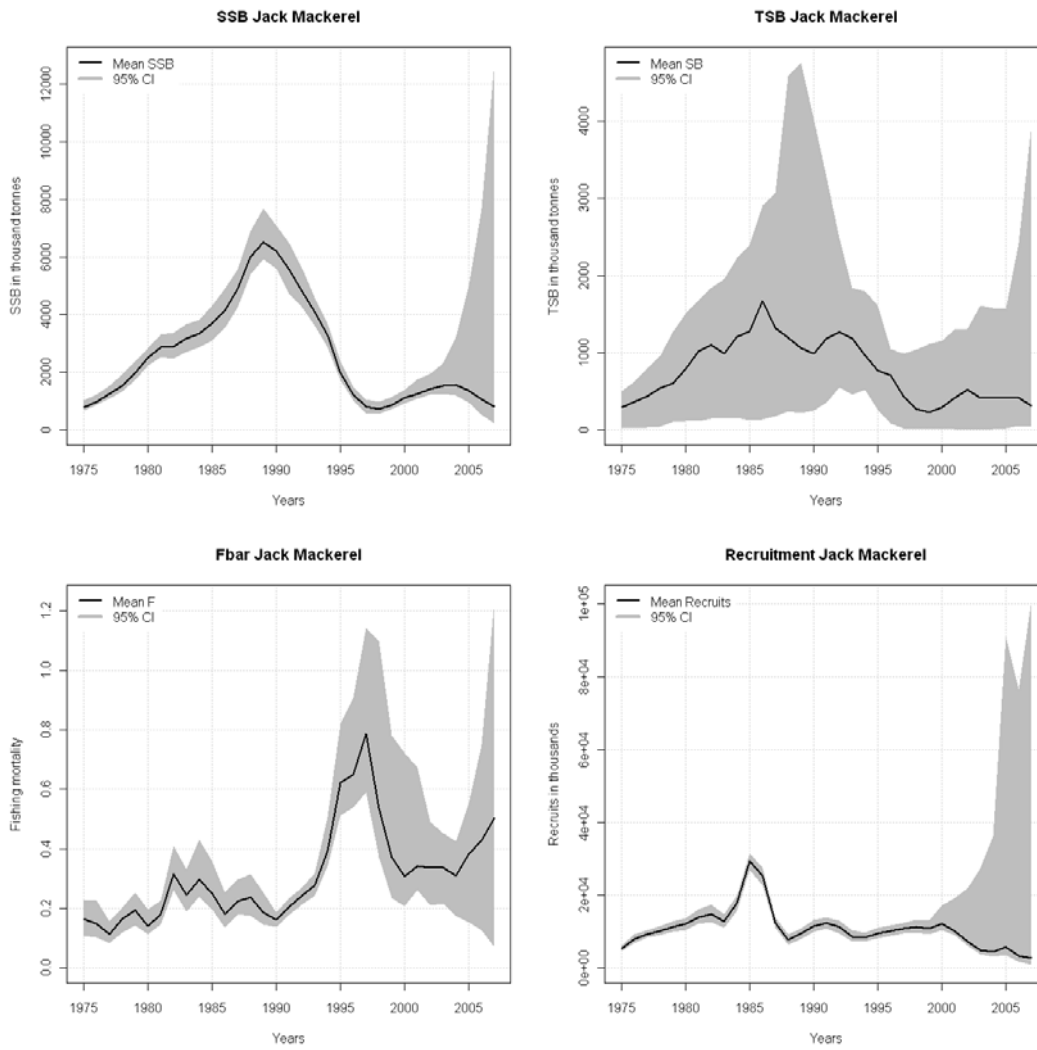 SSB Jack Mackerel
Mean SSB
95% CI
SSB in thousand tonnes
0 2000 4000 6000 8000 10000 12000
1975 1980 1985 1990 1995 2000 2005
Years
TSB Jack Mackerel
Mean SB
95% CI
TSB in thousand tonnes
0 1000 2000 3000 4000
1975 1980 1985 1990 1995 2000 2005
Years
Fbar Jack Mackerel
Mean F
95% CI
Fishing mortality
0.0 0.2 0.4 0.6 0.8 1.0 1.2
1975 1980 1985 1990 1995 2000 2005
Years
Recruitment Jack Mackerel
Mean Recruits
95% CI
Recruits in thousands
0e+00 2e+04 4e+04 6e+04 8e+04 1e+05
1975 1980 1985 1990 1995 2000 2005
Years